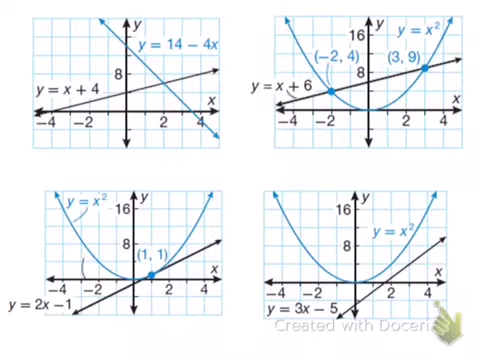 y
y = 14 − 4x
8
y = x + 4
x
−4 −2 2 4
y
16
y = x²
(−2, 4) (3, 9)
8
y = x + 6
x
−4 −2 2 4
y
y = x²
16
8
(1, 1)
x
−4 2 4
y = 2x −1
y
16
y = x²
8
x
−4 −2 2 4
y = 3x − 5
Created with Doceri